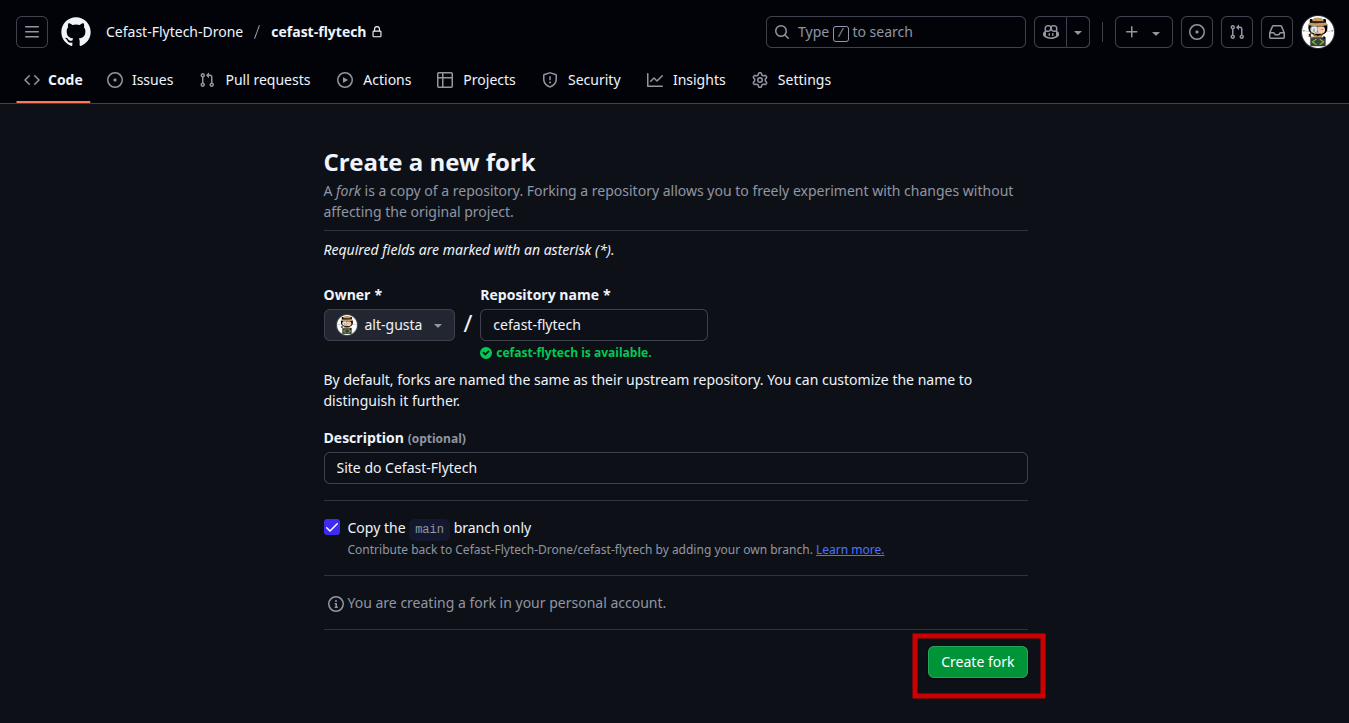 Cefast-Flytech-Drone / cefast-flytech
Type / to search
Code Issues Pull requests Actions Projects Security Insights Settings
Create a new fork
A fork is a copy of a repository. Forking a repository allows you to freely experiment with changes without
affecting the original project.
Required fields are marked with an asterisk (*).
Owner * Repository name *
alt-gusta / cefast-flytech
cefast-flytech is available.
By default, forks are named the same as their upstream repository. You can customize the name to
distinguish it further.
Description (optional)
Site do Cefast-Flytech
Copy the main branch only
Contribute back to Cefast-Flytech-Drone/cefast-flytech by adding your own branch. Learn more.
You are creating a fork in your personal account.
Create fork